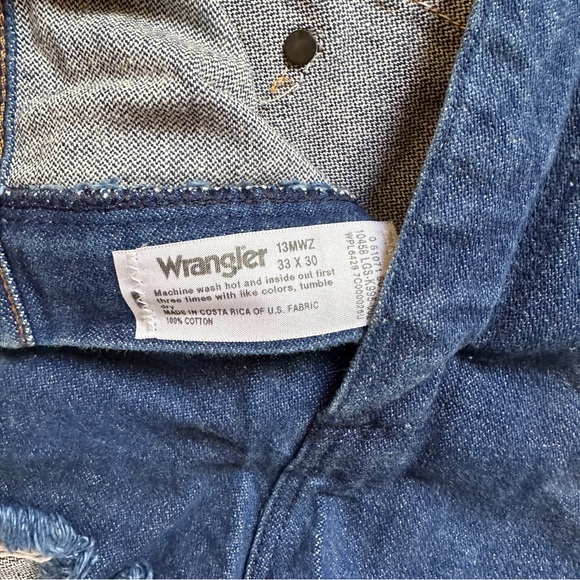 Wrangler 13MWZ
33 X 30
Machine wash hot and inside out first
three times with like colors, tumble
dry
MADE IN COSTA RICA OF U.S. FABRIC
100% COTTON